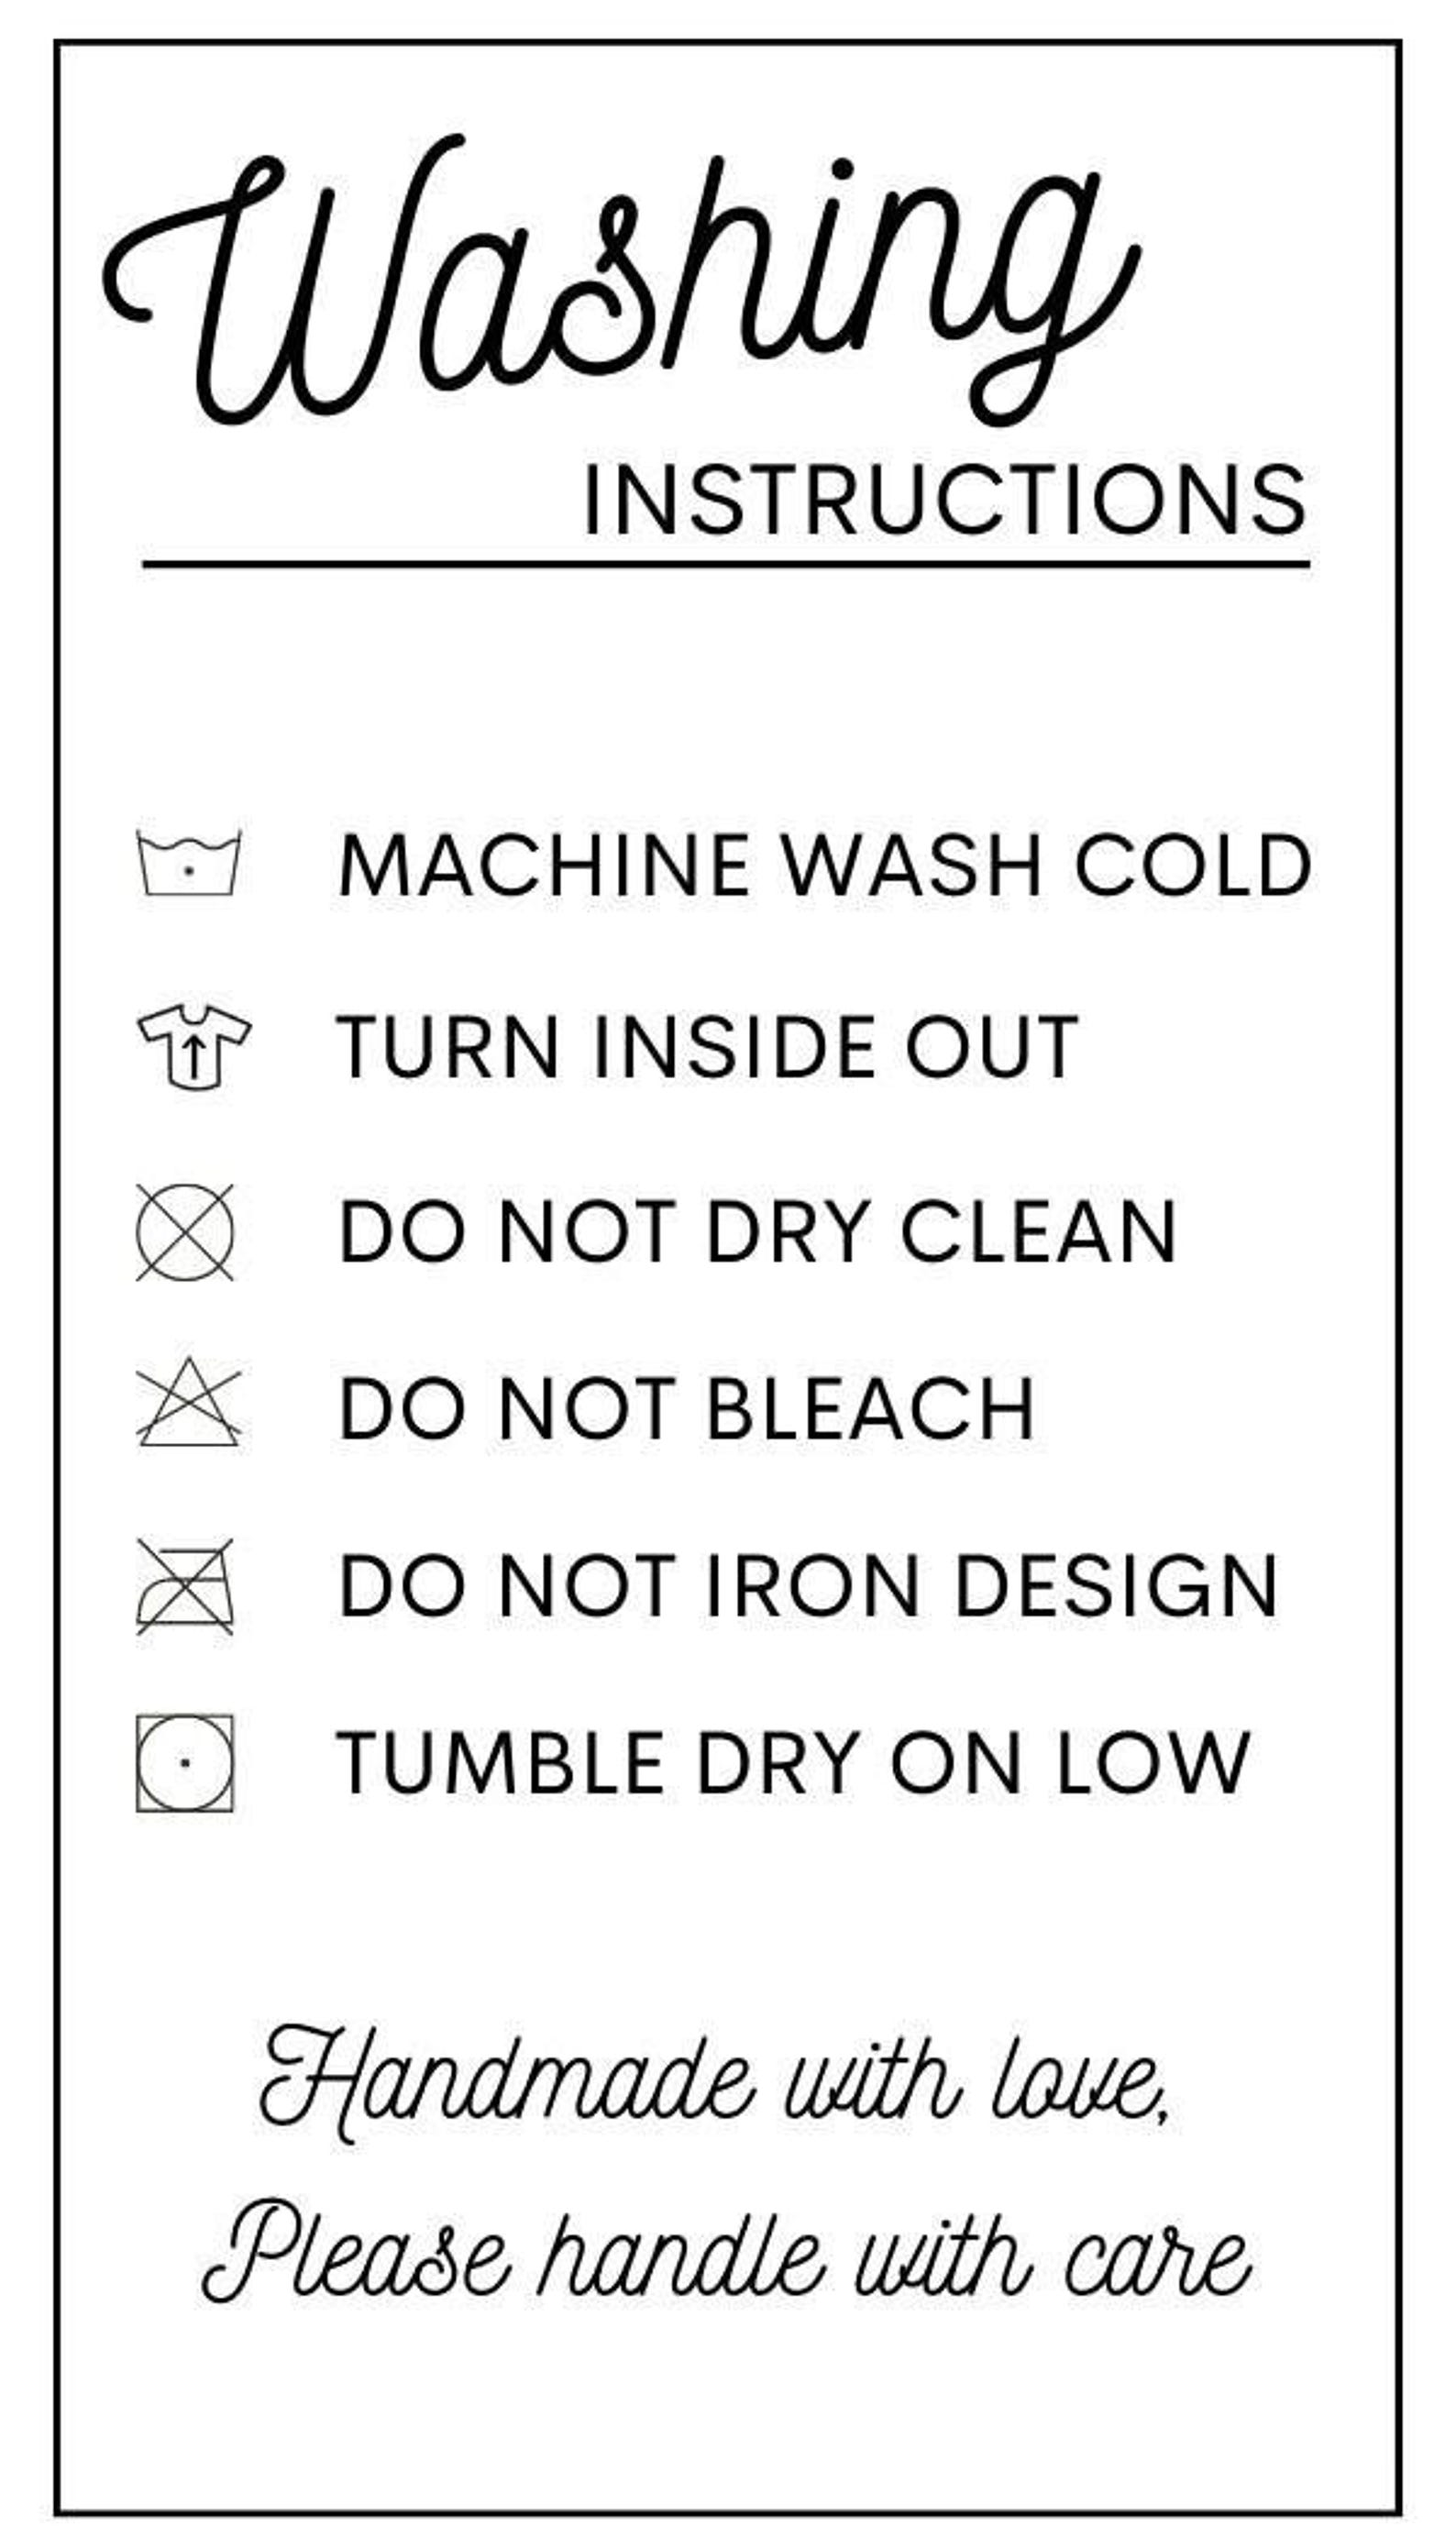 Washing
INSTRUCTIONS
MACHINE WASH COLD
TURN INSIDE OUT
DO NOT DRY CLEAN
DO NOT BLEACH
DO NOT IRON DESIGN
TUMBLE DRY ON LOW
Handmade with love,
Please handle with care